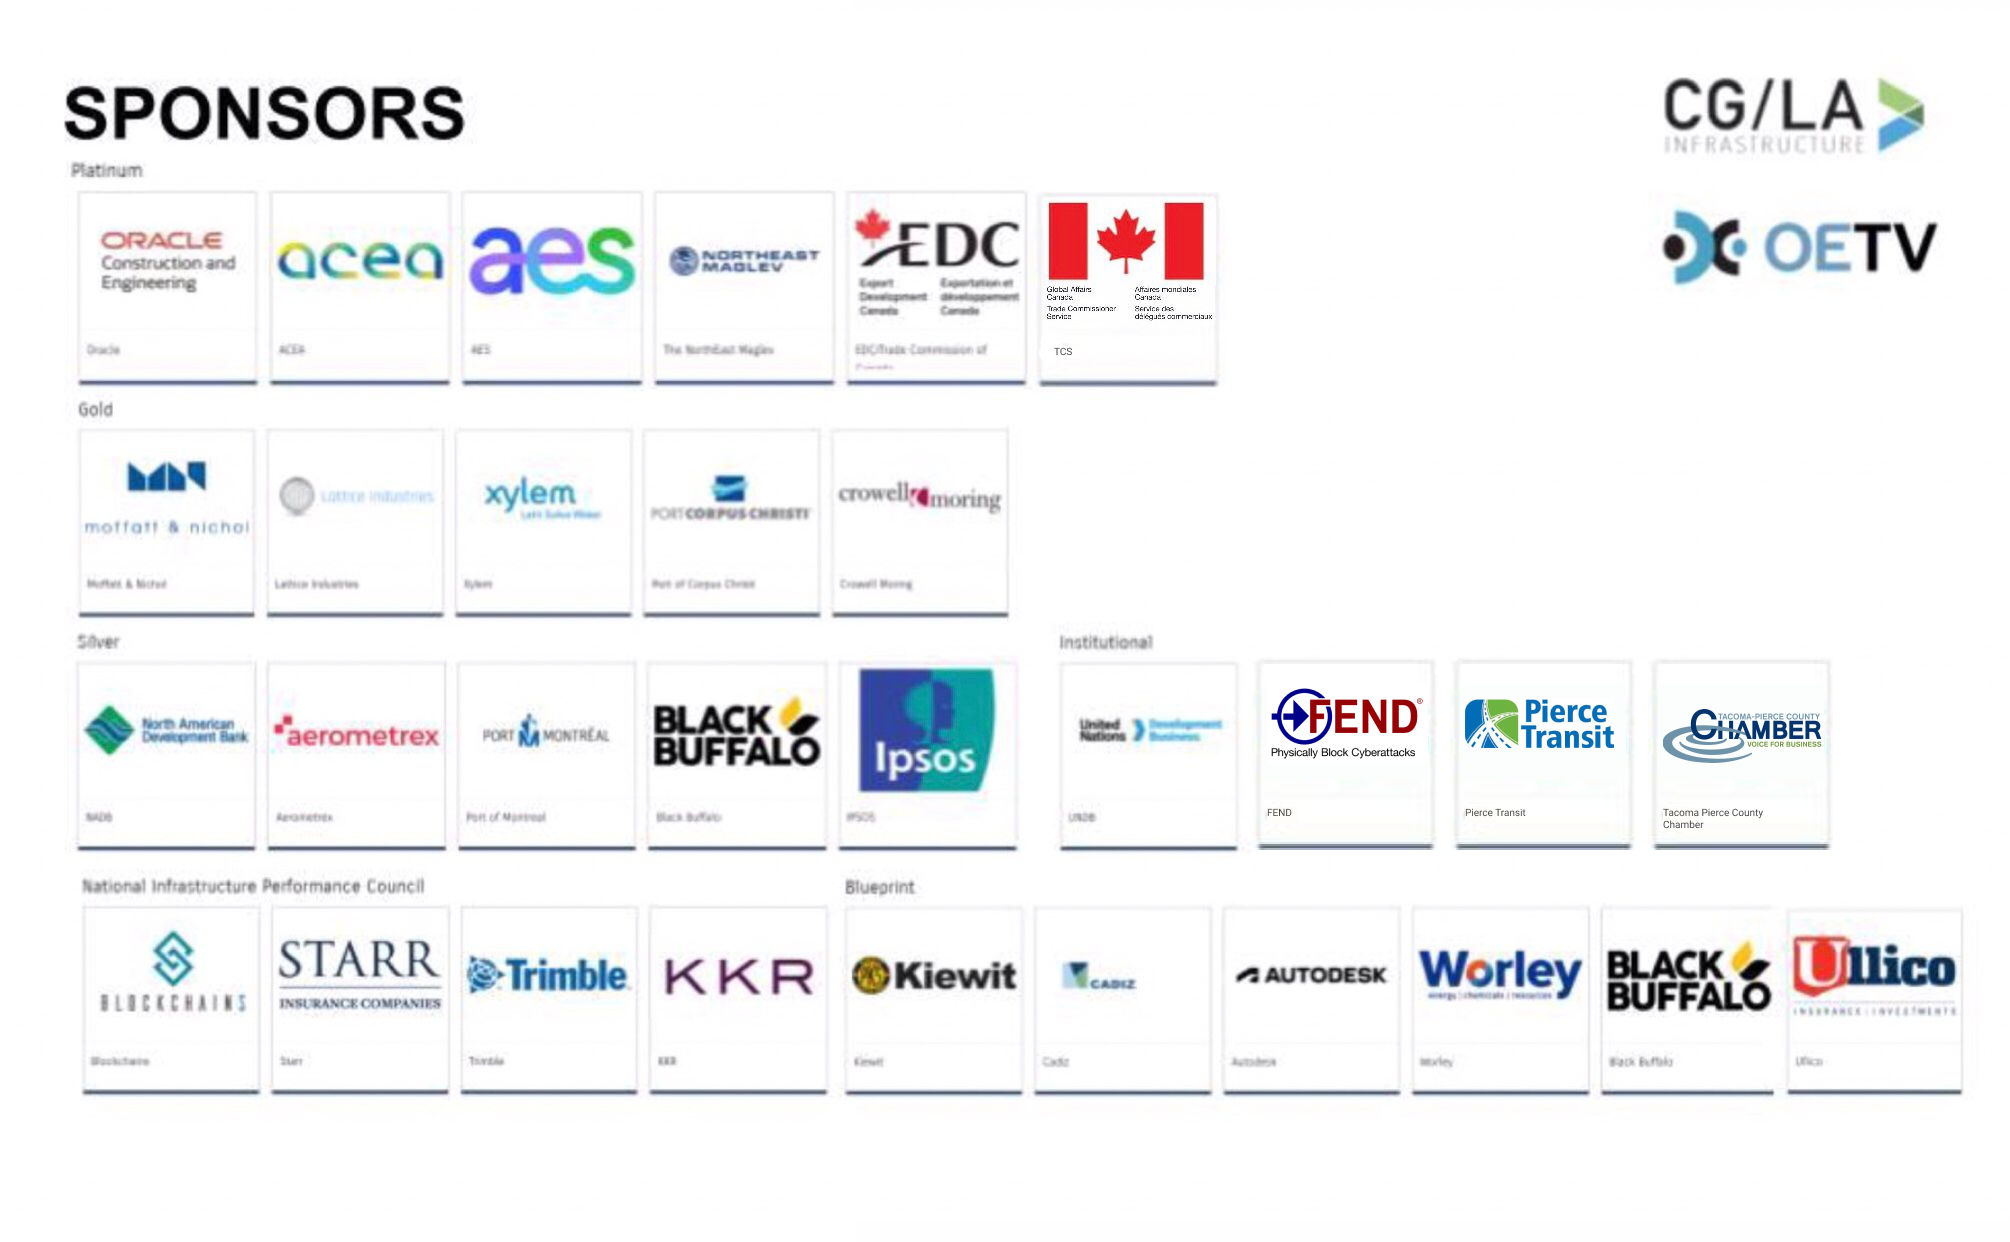 SPONSORS
CG/LA
INFRASTRUCTURE
OETV
Platinum
ORACLE
Construction and
Engineering
Oracle
acea
ACEA
aes
AES
NORTHEAST
MAGLEV
The NorthEast Maglev
EDC
Export
Development
Canada
Exportation et
développement
Canada
EDC/Trade Commission of
Canada
Global Affairs
Canada
Trade Commissioner
Service
Affaires mondiales
Canada
Service des
délégués commerciaux
TCS
Gold
moffatt & nichol
Moffatt & Nichol
Lattice Industries
Lattice Industries
xylem
Let's Solve Water
Xylem
PORT CORPUS CHRISTI
Port of Corpus Christi
crowell moring
Crowell Moring
Silver
North American
Development Bank
NADB
aerometrex
Aerometrex
PORT MONTRÉAL
Port of Montreal
BLACK
BUFFALO
Black Buffalo
Ipsos
IPSOS
Institutional
United
Nations
Development
Business
UNDB
FEND®
Physically Block Cyberattacks
FEND
Pierce
Transit
Pierce Transit
TACOMA-PIERCE COUNTY
CHAMBER
VOICE FOR BUSINESS
Tacoma Pierce County
Chamber
National Infrastructure Performance Council
BLOCKCHAINS
Blockchains
STARR
INSURANCE COMPANIES
Starr
Trimble
Trimble
KKR
KKR
Blueprint
Kiewit
Kiewit
CADIZ
Cadiz
AUTODESK
Autodesk
Worley
energy | chemicals | resources
Worley
BLACK
BUFFALO
Black Buffalo
Ullico
INSURANCE · INVESTMENTS
Ullico